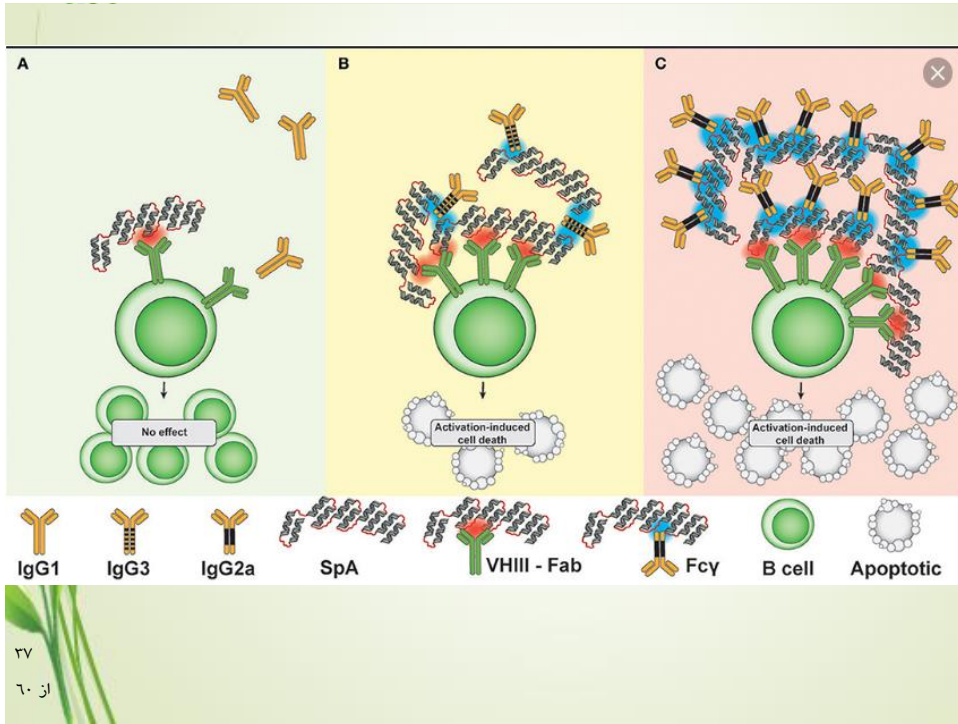 A
B
C
No effect
Activation-induced
cell death
Activation-induced
cell death
IgG1
IgG3
IgG2a
SpA
VHIII - Fab
Fcγ
B cell
Apoptotic
۳۷
از ٦٠